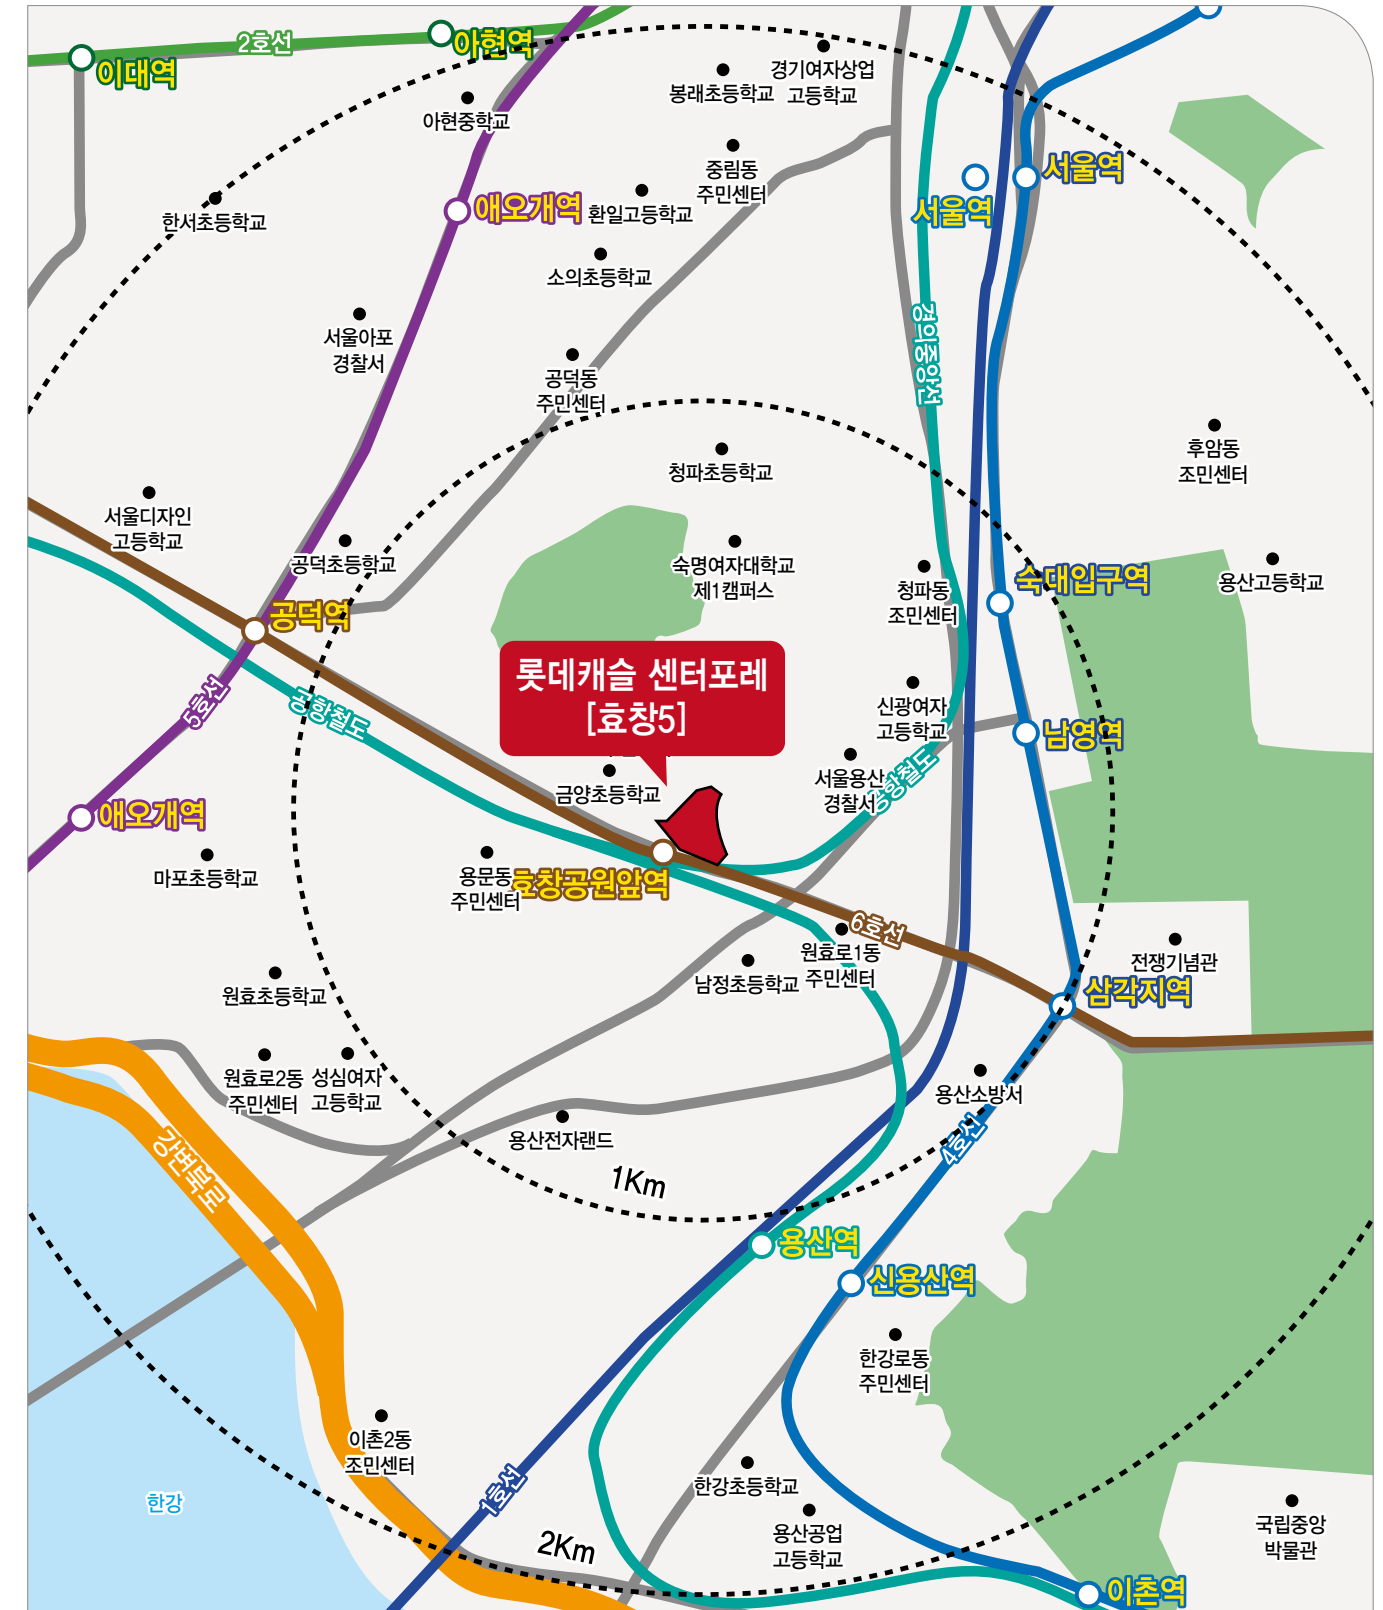 2호선
아현역
이대역
경기여자상업
고등학교
봉래초등학교
아현중학교
중림동
주민센터
서울역
서울역
애오개역
환일고등학교
한서초등학교
소의초등학교
서울아포
경찰서
경의중앙선
공덕동
주민센터
후암동
조민센터
청파초등학교
서울디자인
고등학교
공덕초등학교
숙명여자대학교
제1캠퍼스
청파동
조민센터
숙대입구역
용산고등학교
공덕역
롯데캐슬 센터포레
[효창5]
5호선
공항철도
신광여자
고등학교
남영역
서울용산
경찰서
공항철도
금양초등학교
애오개역
마포초등학교
용문동
주민센터
효창공원앞역
6호선
원효로1동
주민센터
남정초등학교
전쟁기념관
삼각지역
원효초등학교
원효로2동
주민센터
성심여자
고등학교
용산소방서
용산전자랜드
4호선
강변북로
1Km
용산역
신용산역
한강로동
주민센터
이촌2동
조민센터
한강초등학교
1호선
한강
용산공업
고등학교
국립중앙
박물관
2Km
이촌역